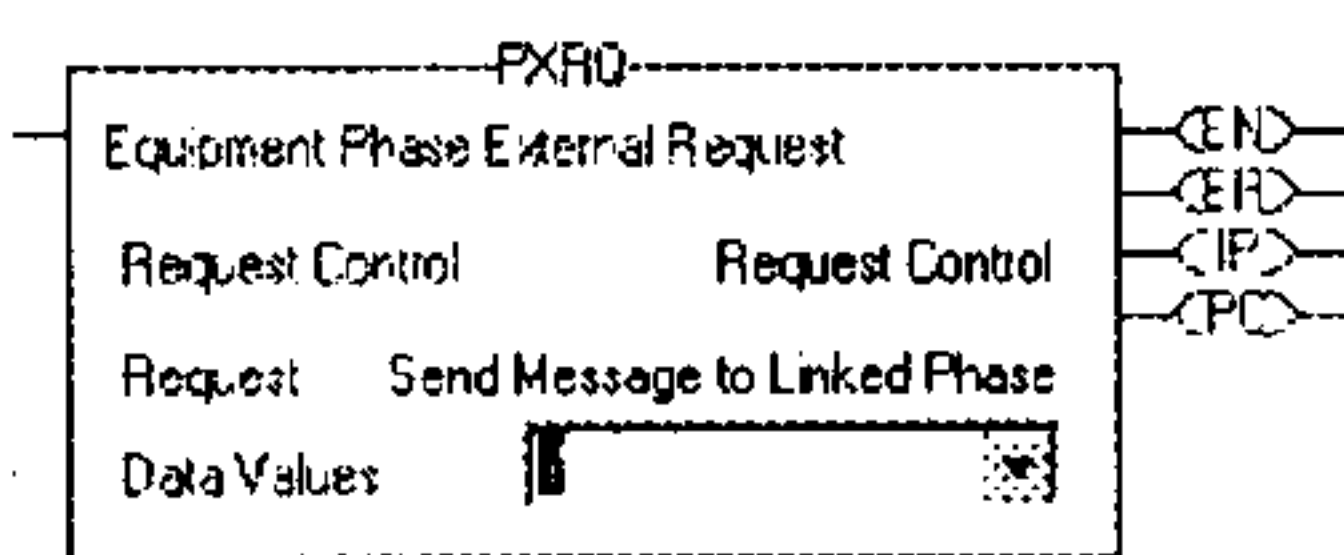 PXRQ
Equipment Phase External Request
EN
ER
Request Control Request Control
IP
PC
Request Send Message to Linked Phase
Data Values